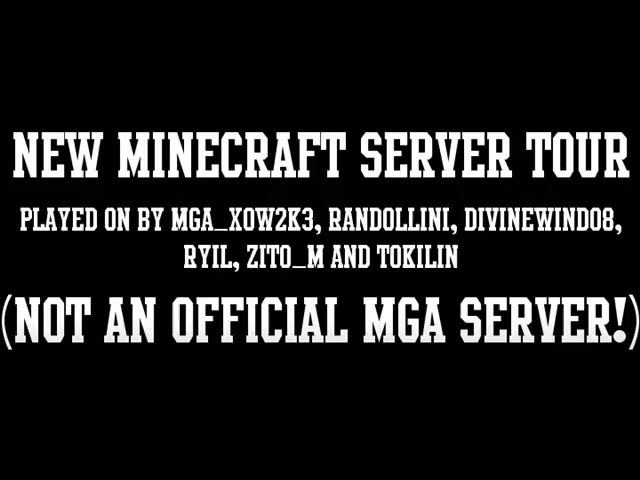 NEW MINECRAFT SERVER TOUR
PLAYED ON BY MGA_XOW2K3, RANDOLLINI, DIVINEWIND08,
RYIL, ZITO_M AND TOKILIN
(NOT AN OFFICIAL MGA SERVER!)